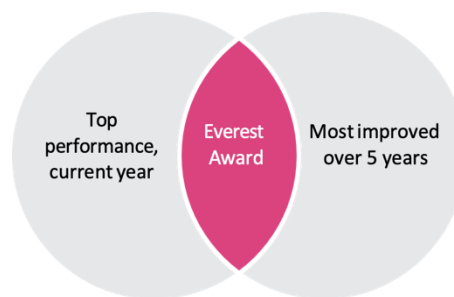 Top
performance,
current year
Everest
Award
Most improved
over 5 years